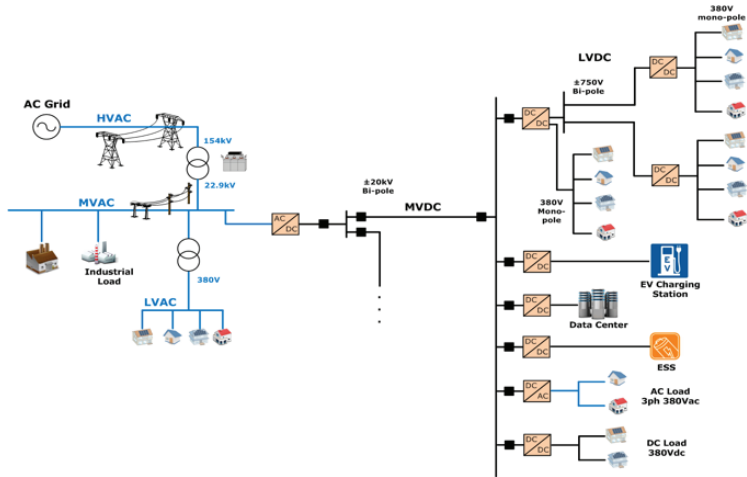 380V
mono-pole
LVDC
±750V
Bi-pole
DC
DC
AC Grid
HVAC
154kV
22.9kV
DC
DC
DC
DC
±20kV
Bi-pole
380V
Mono-
pole
MVAC
MVDC
AC
DC
Industrial
Load
380V
DC
DC
EV
EV Charging
Station
LVAC
DC
DC
Data Center
DC
DC
ESS
DC
AC
AC Load
3ph 380Vac
DC
DC
DC Load
380Vdc